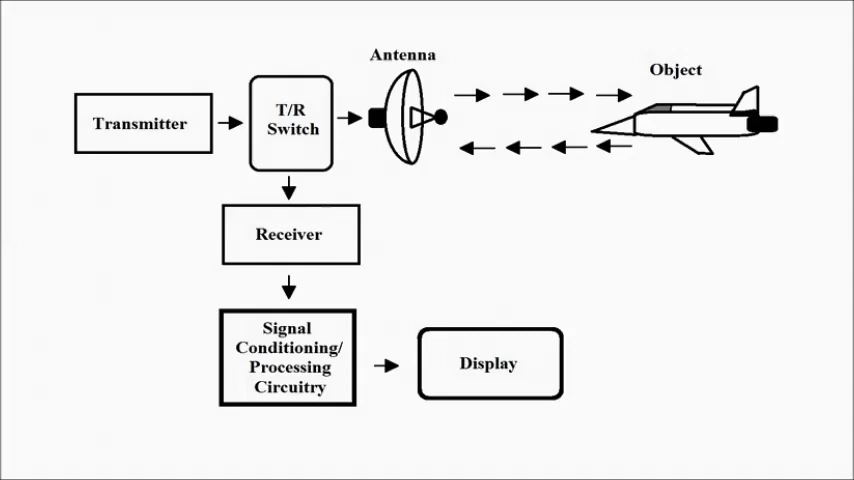 Antenna
Object
Transmitter
T/R
Switch
Receiver
Signal
Conditioning/
Processing
Circuitry
Display